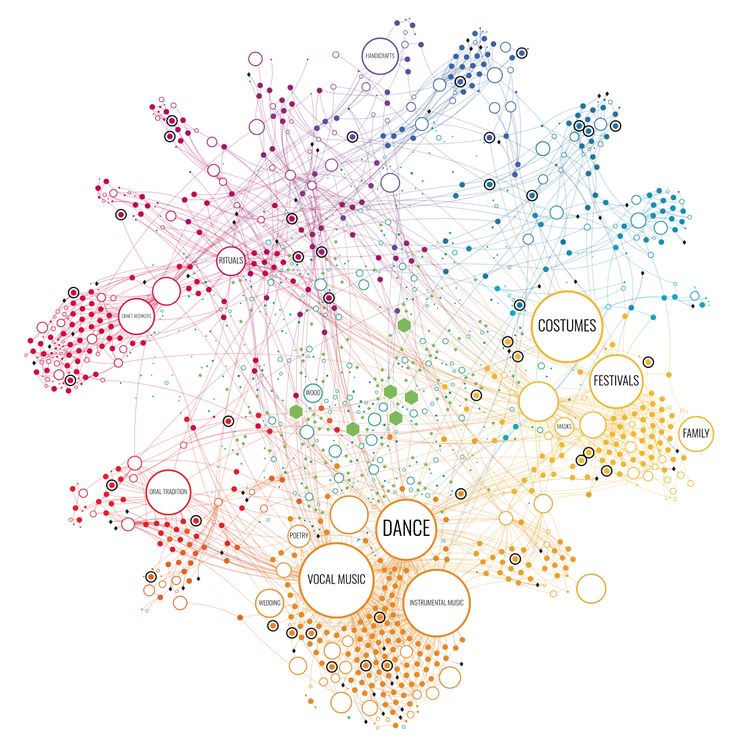 HANDICRAFTS
RITUALS
CRAFT WORKERS
COSTUMES
FESTIVALS
WOOD
MASKS
FAMILY
ORAL TRADITION
DANCE
POETRY
VOCAL MUSIC
WEDDING
INSTRUMENTAL MUSIC